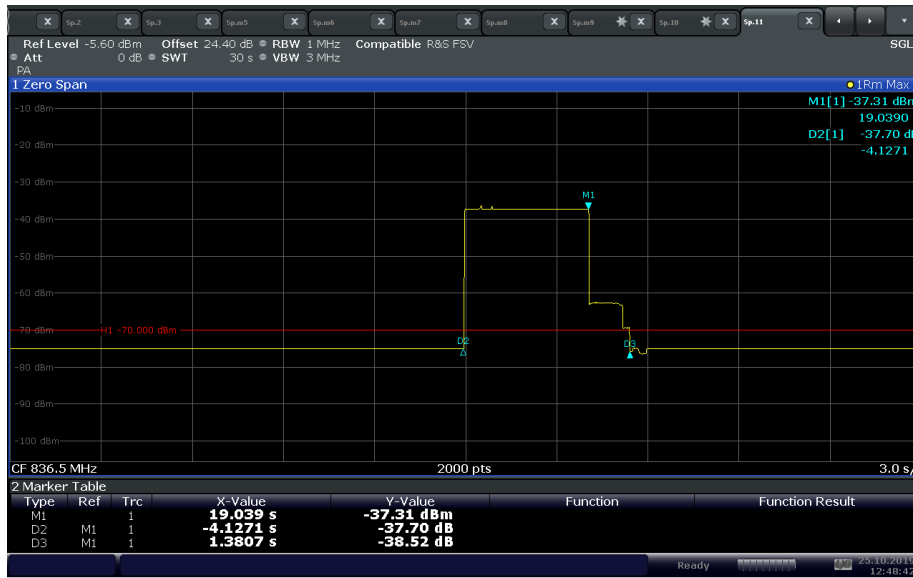 X Sp.2 X Sp.3 X Sp.m5 X Sp.m6 X Sp.m7 X Sp.m8 X Sp.m9 X Sp.10 X Sp.11 X
Ref Level -5.60 dBm Offset 24.40 dB RBW 1 MHz Compatible R&S FSV SGL
Att 0 dB SWT 30 s VBW 3 MHz
PA
1 Zero Span 1Rm Max
M1[1] -37.31 dBm
-10 dBm
19.0390
D2[1] -37.70 dB
-20 dBm
-4.1271
-30 dBm
M1
-40 dBm
-50 dBm
-60 dBm
-70 dBm H1 -70.000 dBm
D2 D3
-80 dBm
-90 dBm
-100 dBm
CF 836.5 MHz 2000 pts 3.0 s/
2 Marker Table
Type Ref Trc X-Value Y-Value Function Function Result
M1 1 19.039 s -37.31 dBm
D2 M1 1 -4.1271 s -37.70 dB
D3 M1 1 1.3807 s -38.52 dB
Ready 25.10.2019
12:48:42